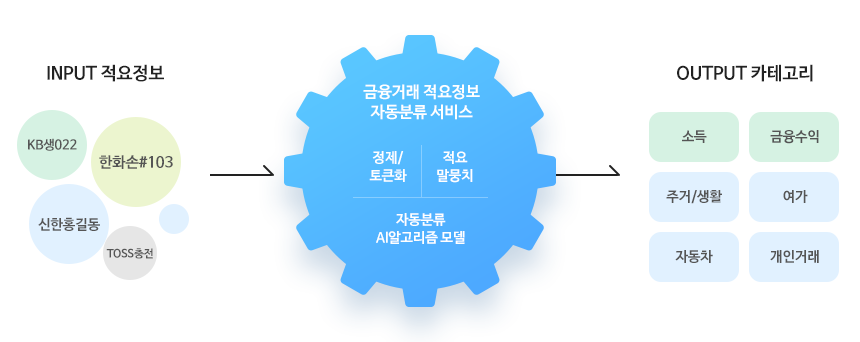 INPUT 적요정보
KB생022
한화손#103
신한홍길동
TOSS충전
금융거래 적요정보
자동분류 서비스
정제/
토큰화
적요
말뭉치
자동분류
AI알고리즘 모델
OUTPUT 카테고리
소득
금융수익
주거/생활
여가
자동차
개인거래